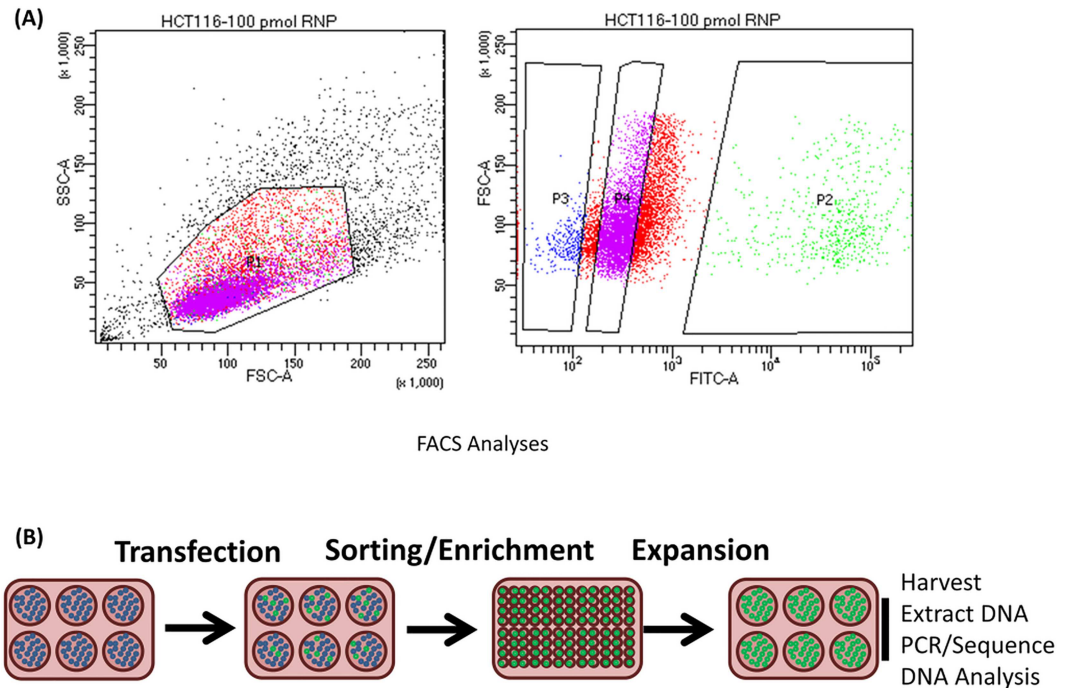 (A)
HCT116-100 pmol RNP
(x 1,000)
250
200
150
100
50
SSC-A
P1
50 100 150 200 250
FSC-A
(x 1,000)
HCT116-100 pmol RNP
(x 1,000)
250
200
150
100
50
FSC-A
P3
P4
P2
10² 10³ 10⁴ 10⁵
FITC-A
FACS Analyses
(B)
Transfection Sorting/Enrichment Expansion
Harvest
Extract DNA
PCR/Sequence
DNA Analysis